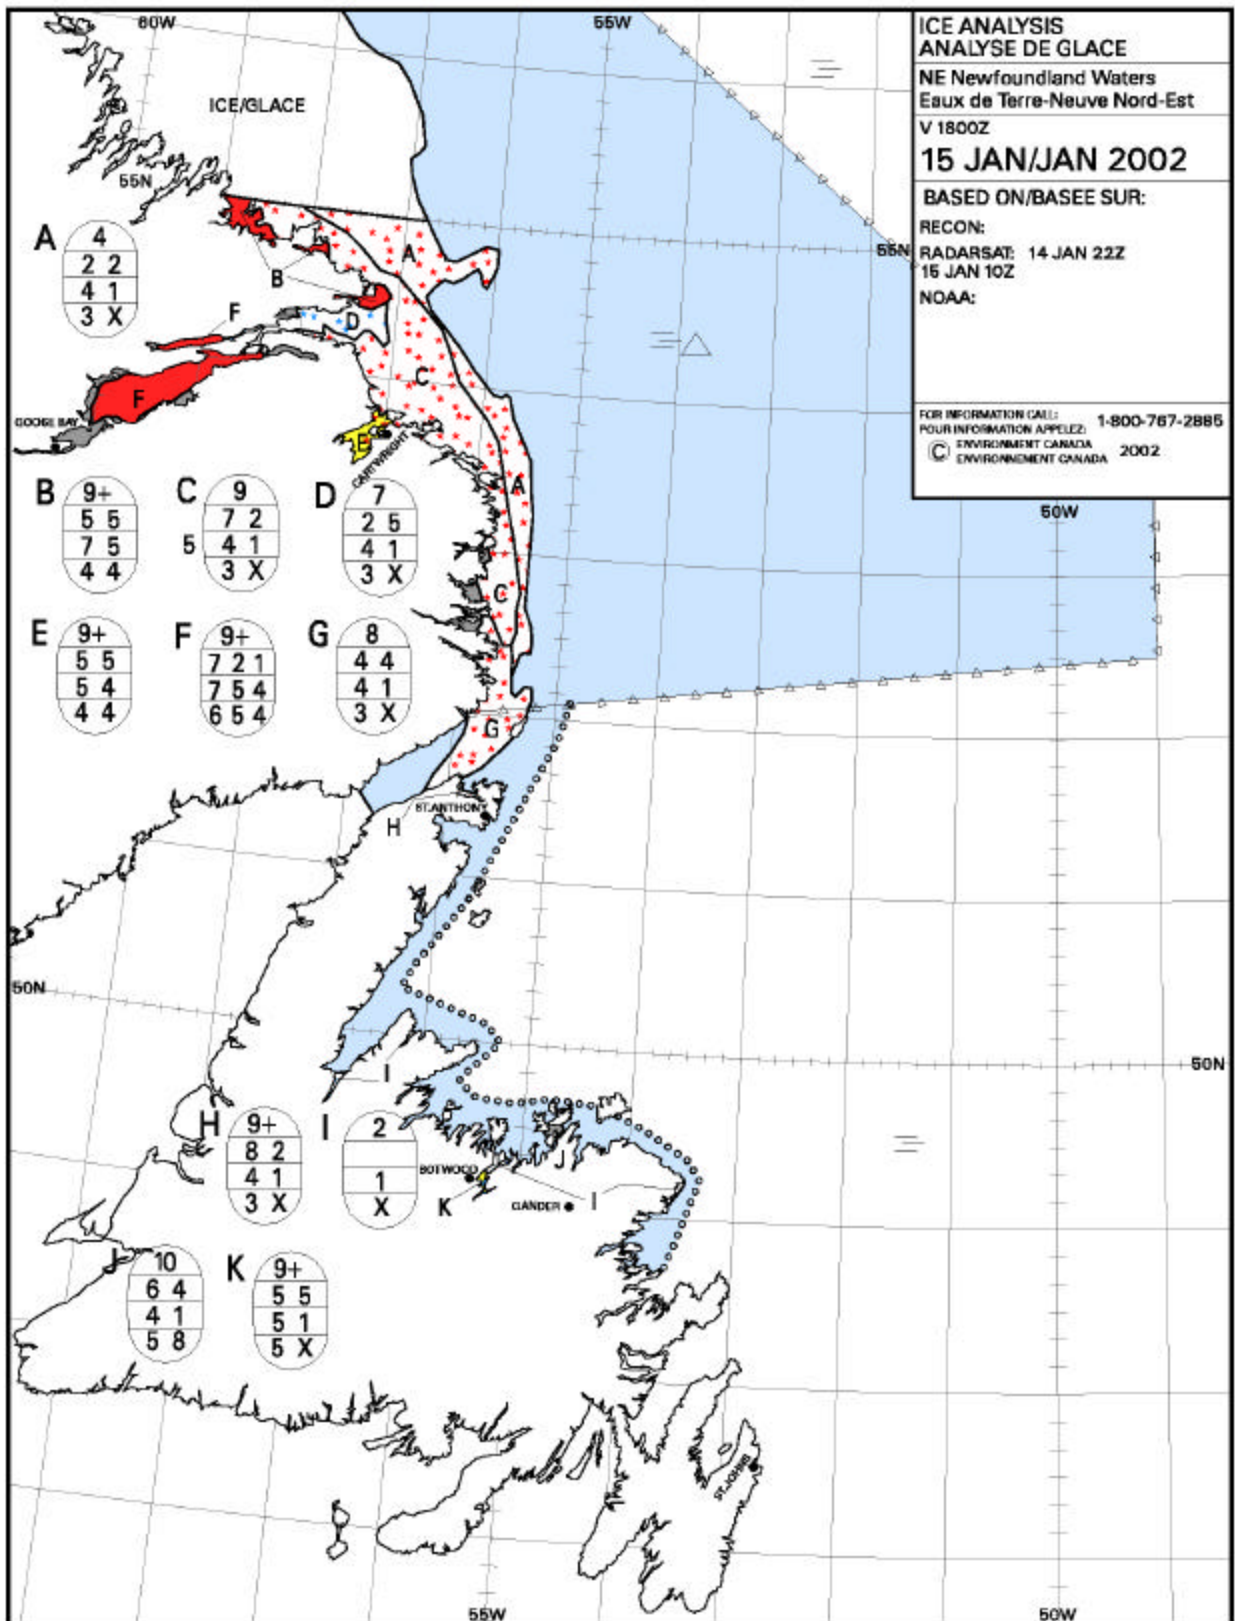 60W
55W
ICE ANALYSIS
ANALYSE DE GLACE
NE Newfoundland Waters
Eaux de Terre-Neuve Nord-Est
V 1800Z
15 JAN/JAN 2002
BASED ON/BASEE SUR:
RECON:
RADARSAT: 14 JAN 22Z
15 JAN 10Z
NOAA:
FOR INFORMATION CALL:
POUR INFORMATION APPELEZ: 1-800-767-2885
© ENVIRONMENT CANADA
ENVIRONNEMENT CANADA 2002
ICE/GLACE
55N
55N
A
4
2 2
4 1
3 X
A
B
F
D
C
F
GOOSE BAY
E
CARTWRIGHT
A
50W
B
9+
5 5
7 5
4 4
C
9
7 2
5 4 1
3 X
D
7
2 5
4 1
3 X
C
E
9+
5 5
5 4
4 4
F
9+
7 2 1
7 5 4
6 5 4
G
8
4 4
4 1
3 X
G
ST.ANTHONY
H
50N
50N
I
H
9+
8 2
4 1
3 X
I
2
1
X
J
BOTWOOD
K
GANDER
I
J
10
6 4
4 1
5 8
K
9+
5 5
5 1
5 X
ST.JOHNS
55W
50W